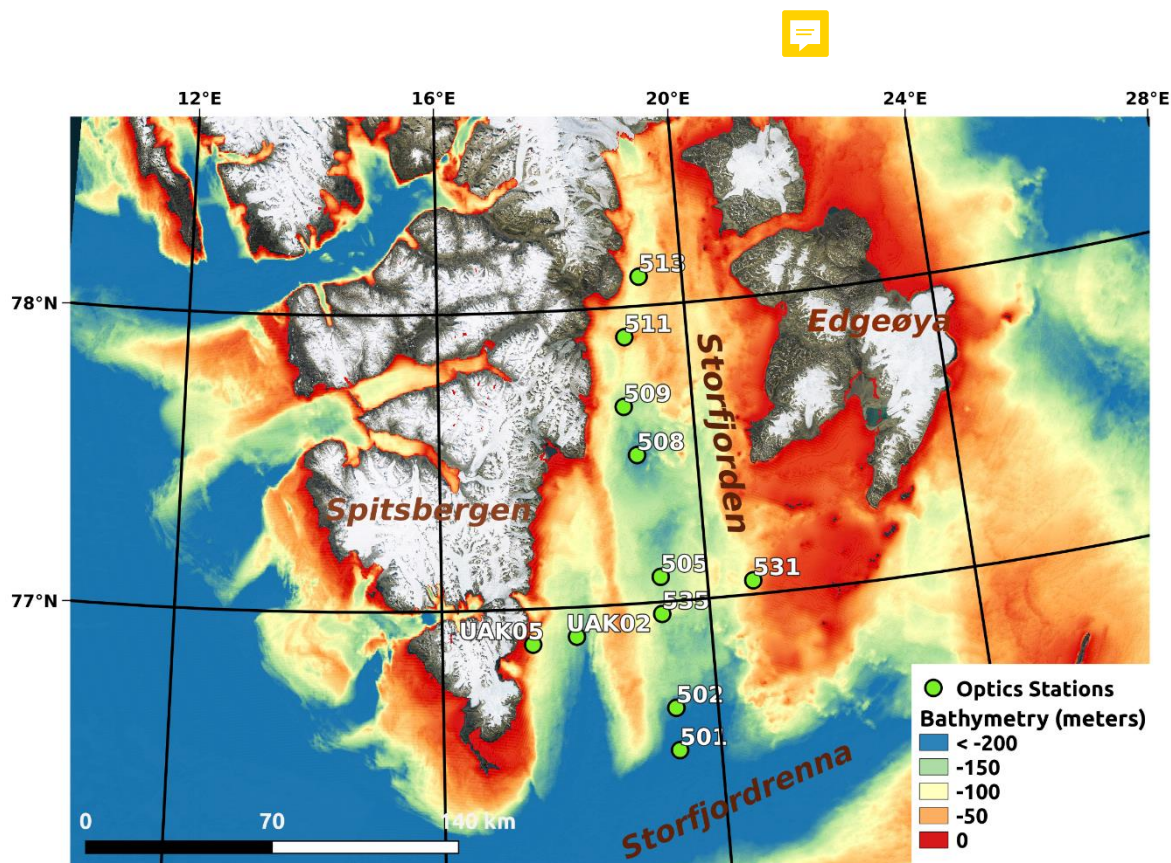 12°E 16°E 20°E 24°E 28°E
513
78°N
Edgeøya
511
Storfjorden
509
508
Spitsbergen
505
531
77°N
535
UAK05 UAK02
502
501
Storfjordrenna
Optics Stations
Bathymetry (meters)
< -200
-150
-100
-50
0
0 70 140 km